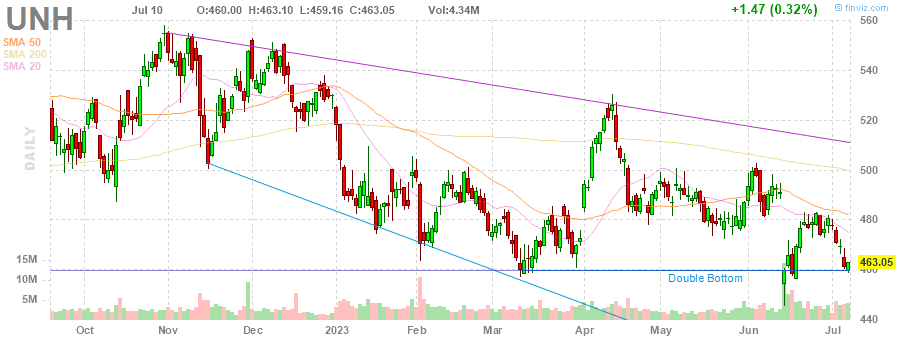 UNH Jul 10 O:460.00 H:463.10 L:459.16 C:463.05 Vol:4.34M +1.47 (0.32%) @ finviz.com
SMA 50
SMA 200
SMA 20
DAILY
560
540
520
500
480
463.05
460
440
15M
10M
5M
Double Bottom
Oct Nov Dec 2023 Feb Mar Apr May Jun Jul